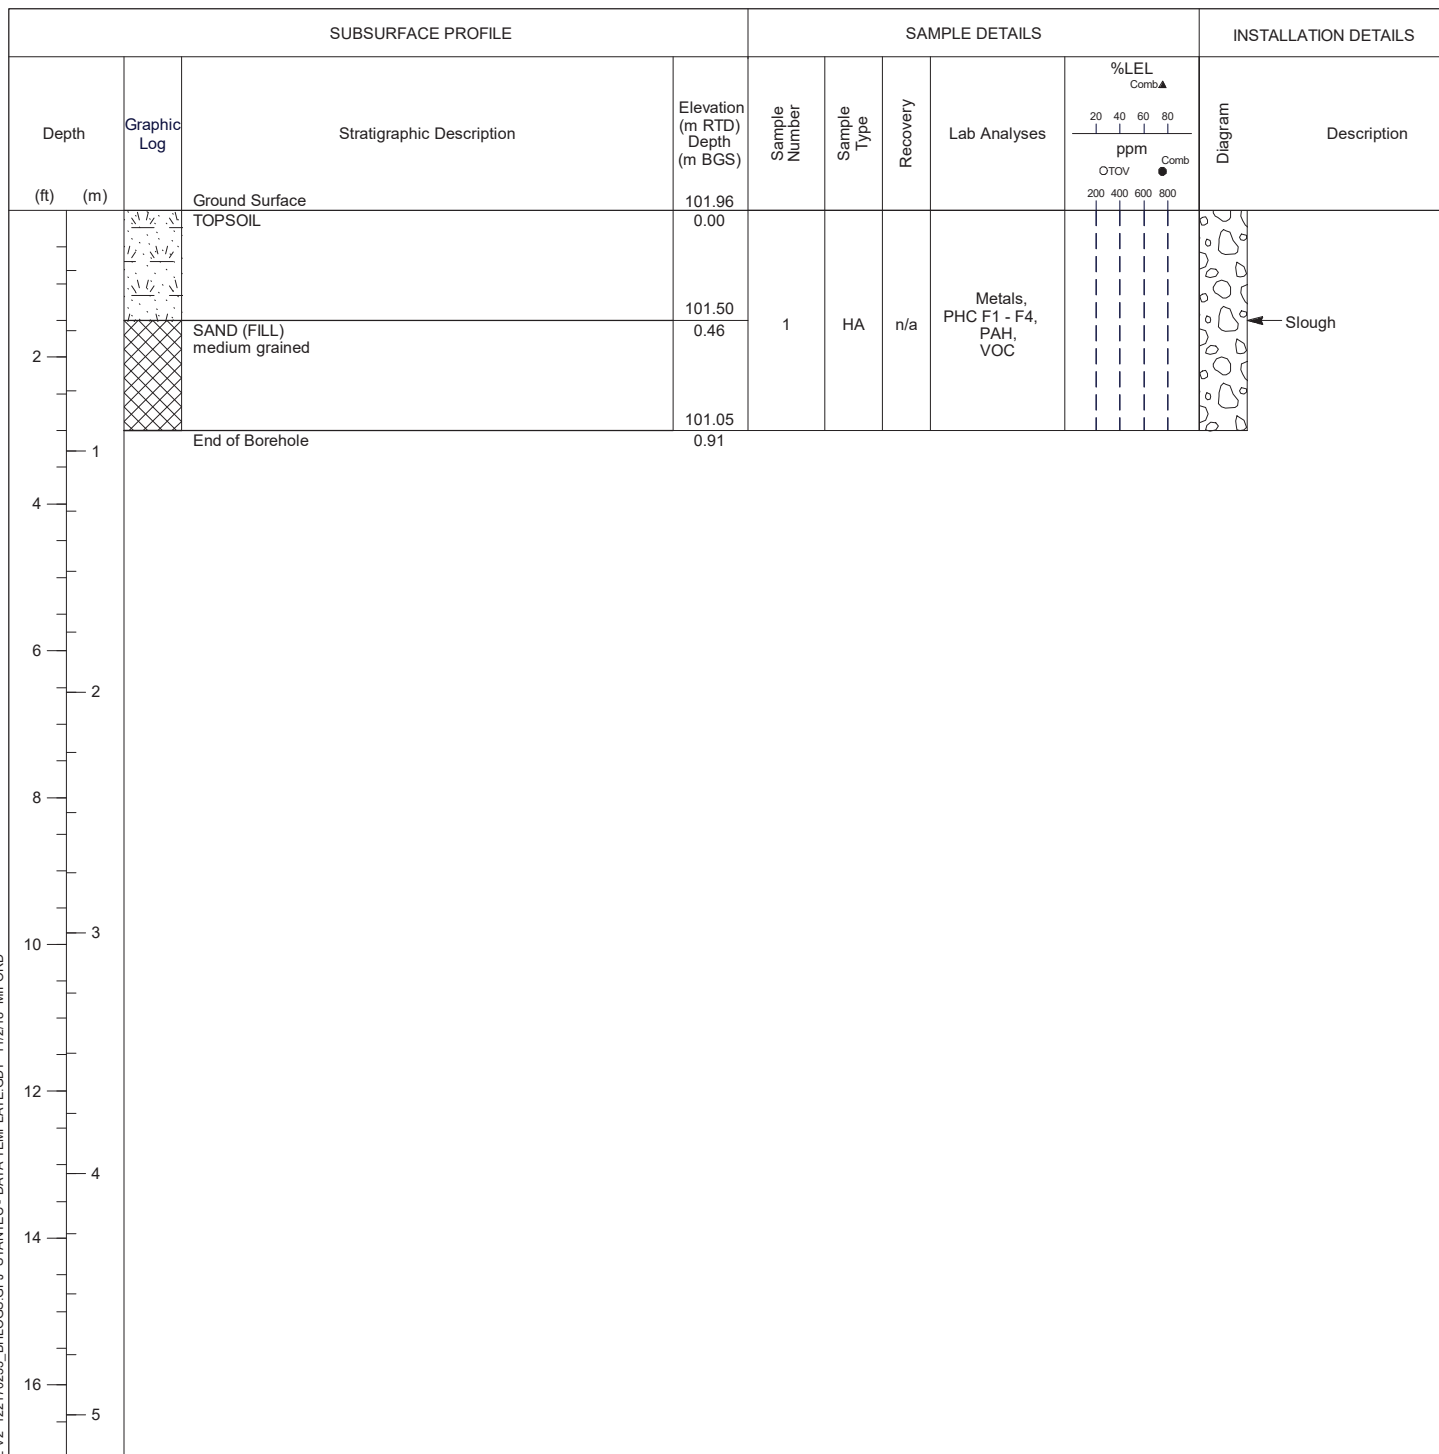 SUBSURFACE PROFILE
SAMPLE DETAILS
INSTALLATION DETAILS
Depth
(ft)
(m)
Graphic
Log
Stratigraphic Description
Elevation
(m RTD)
Depth
(m BGS)
Sample
Number
Sample
Type
Recovery
Lab Analyses
%LEL
Comb▲
20 40 60 80
ppm
OTOV
Comb
●
200 400 600 800
Diagram
Description
Ground Surface
101.96
TOPSOIL
0.00
101.50
SAND (FILL)
0.46
medium grained
101.05
End of Borehole
0.91
1
HA
n/a
Metals,
PHC F1 - F4,
PAH,
VOC
Slough
2
1
4
6
2
8
10
3
12
4
14
16
5